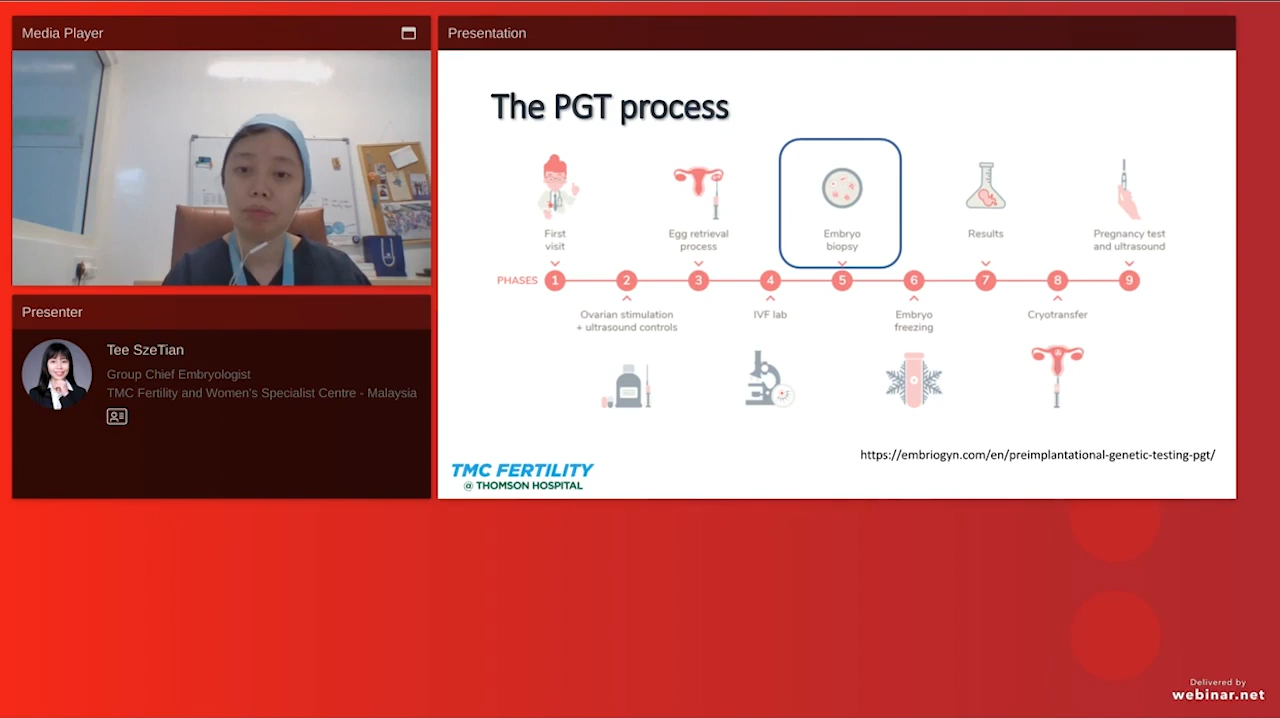 Media Player
Presentation
The PGT process
First
visit
Egg retrieval
process
Embryo
biopsy
Results
Pregnancy test
and ultrasound
PHASES 1 2 3 4 5 6 7 8 9
Ovarian stimulation
+ ultrasound controls
IVF lab
Embryo
freezing
Cryotransfer
https://embriogyn.com/en/preimplantational-genetic-testing-pgt/
TMC FERTILITY
@ THOMSON HOSPITAL
Presenter
Tee SzeTian
Group Chief Embryologist
TMC Fertility and Women's Specialist Centre - Malaysia
Delivered by
webinar.net